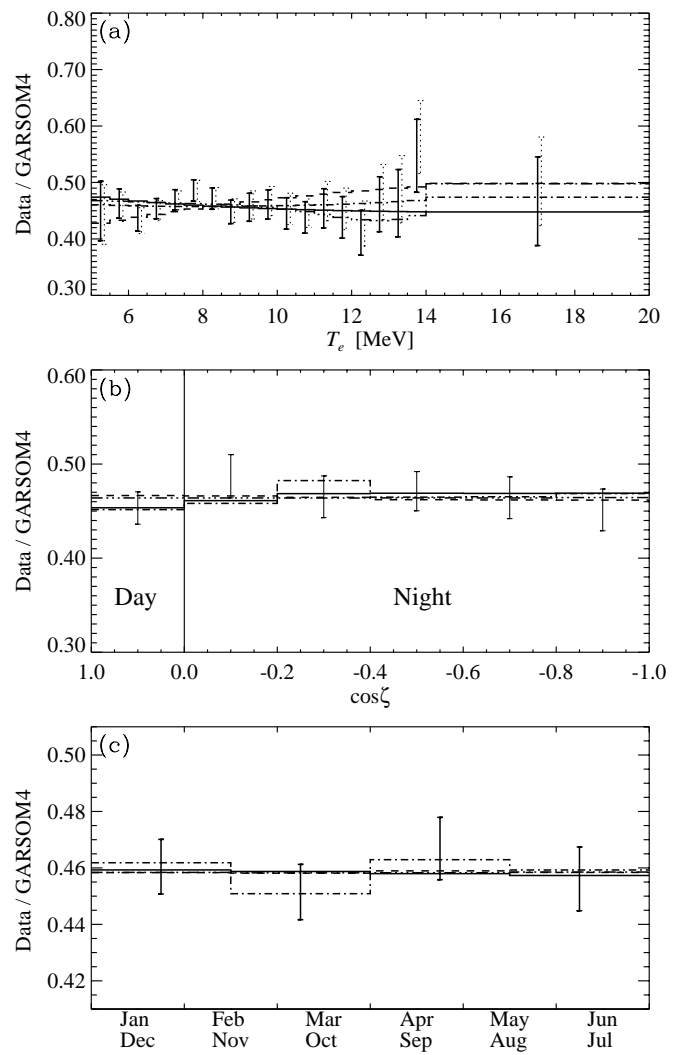 (a)
0.80
0.70
0.60
0.50
0.40
0.30
Data / GARSOM4
6 8 10 12 14 16 18 20
Te [MeV]
(b)
0.60
0.50
0.40
0.30
Data / GARSOM4
Day
Night
1.0 0.0 -0.2 -0.4 -0.6 -0.8 -1.0
cosζ
(c)
0.50
0.48
0.46
0.44
0.42
Data / GARSOM4
Jan Feb Mar Apr May Jun
Dec Nov Oct Sep Aug Jul